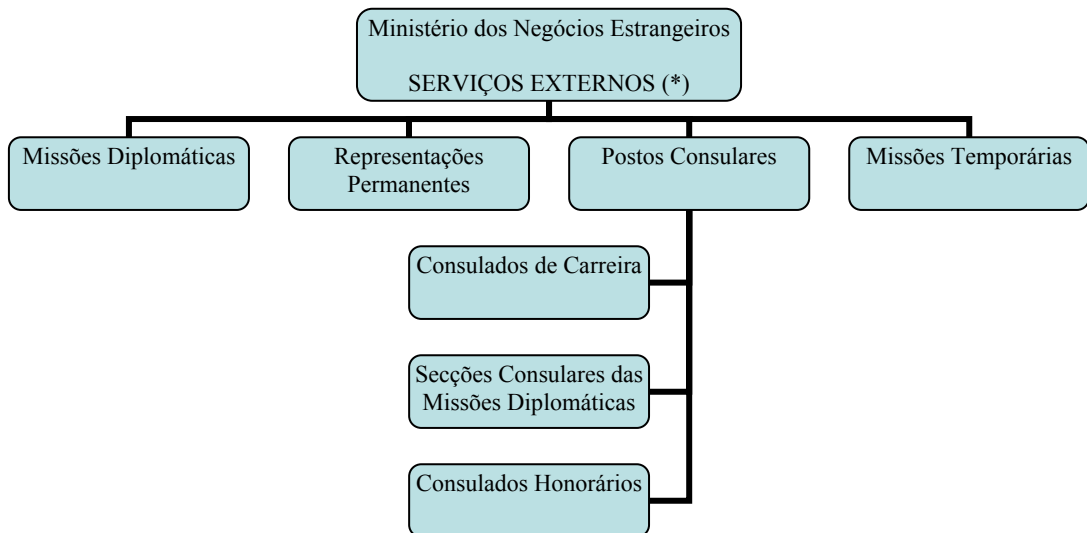 Ministério dos Negócios Estrangeiros
SERVIÇOS EXTERNOS (*)
Missões Diplomáticas
Representações
Permanentes
Postos Consulares
Missões Temporárias
Consulados de Carreira
Secções Consulares das
Missões Diplomáticas
Consulados Honorários